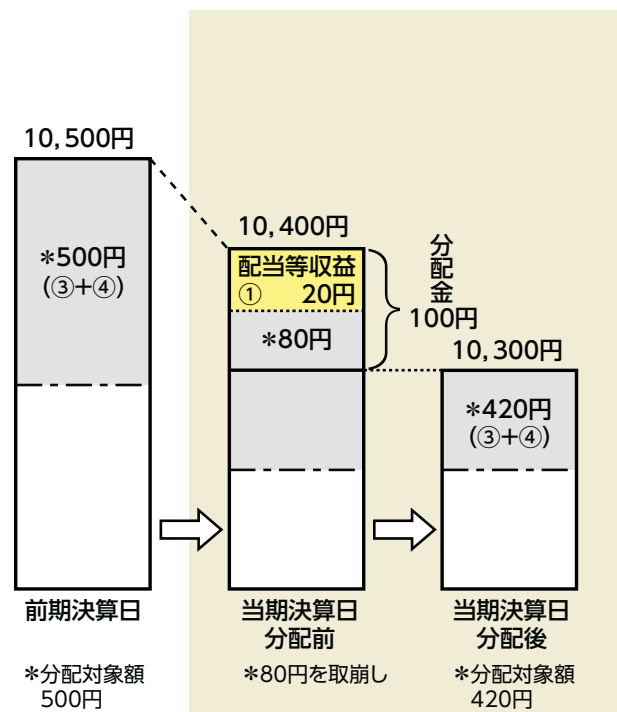 10,500円
*500円
(③+④)
前期決算日
*分配対象額
500円
10,400円
配当等収益
① 20円
*80円
分配金
100円
当期決算日
分配前
*80円を取崩し
10,300円
*420円
(③+④)
当期決算日
分配後
*分配対象額
420円